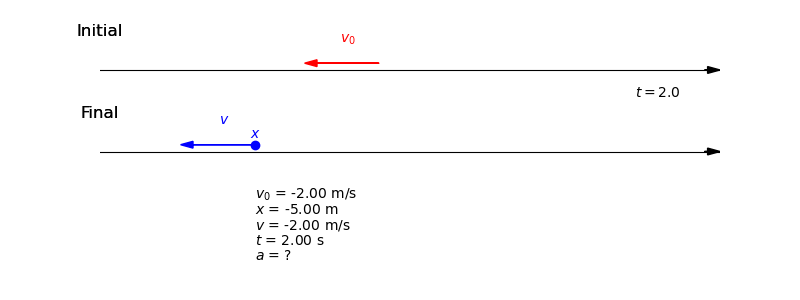 Initial
v₀
t = 2.0
Final
v
x
v₀ = -2.00 m/s
x = -5.00 m
v = -2.00 m/s
t = 2.00 s
a = ?